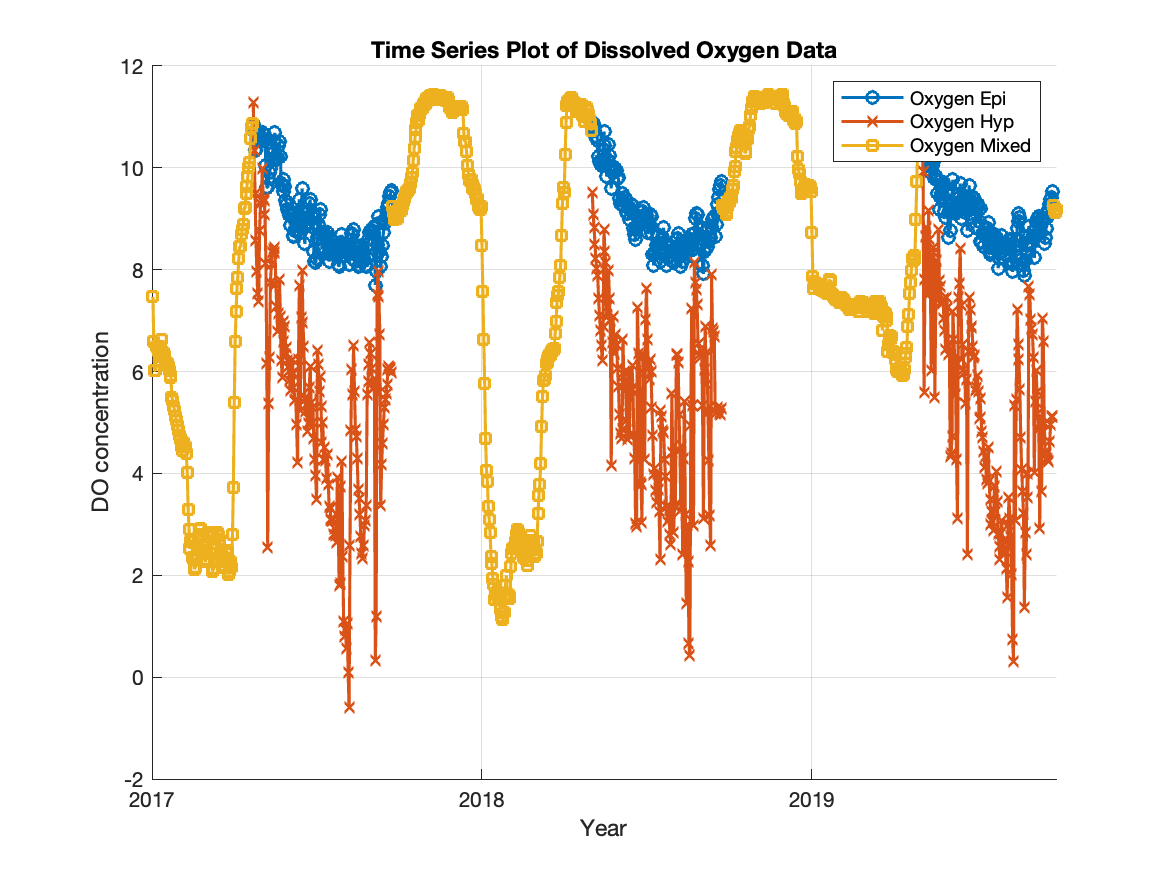 Time Series Plot of Dissolved Oxygen Data
12
10
8
6
4
2
0
-2
DO concentration
Oxygen Epi
Oxygen Hyp
Oxygen Mixed
2017
2018
2019
Year